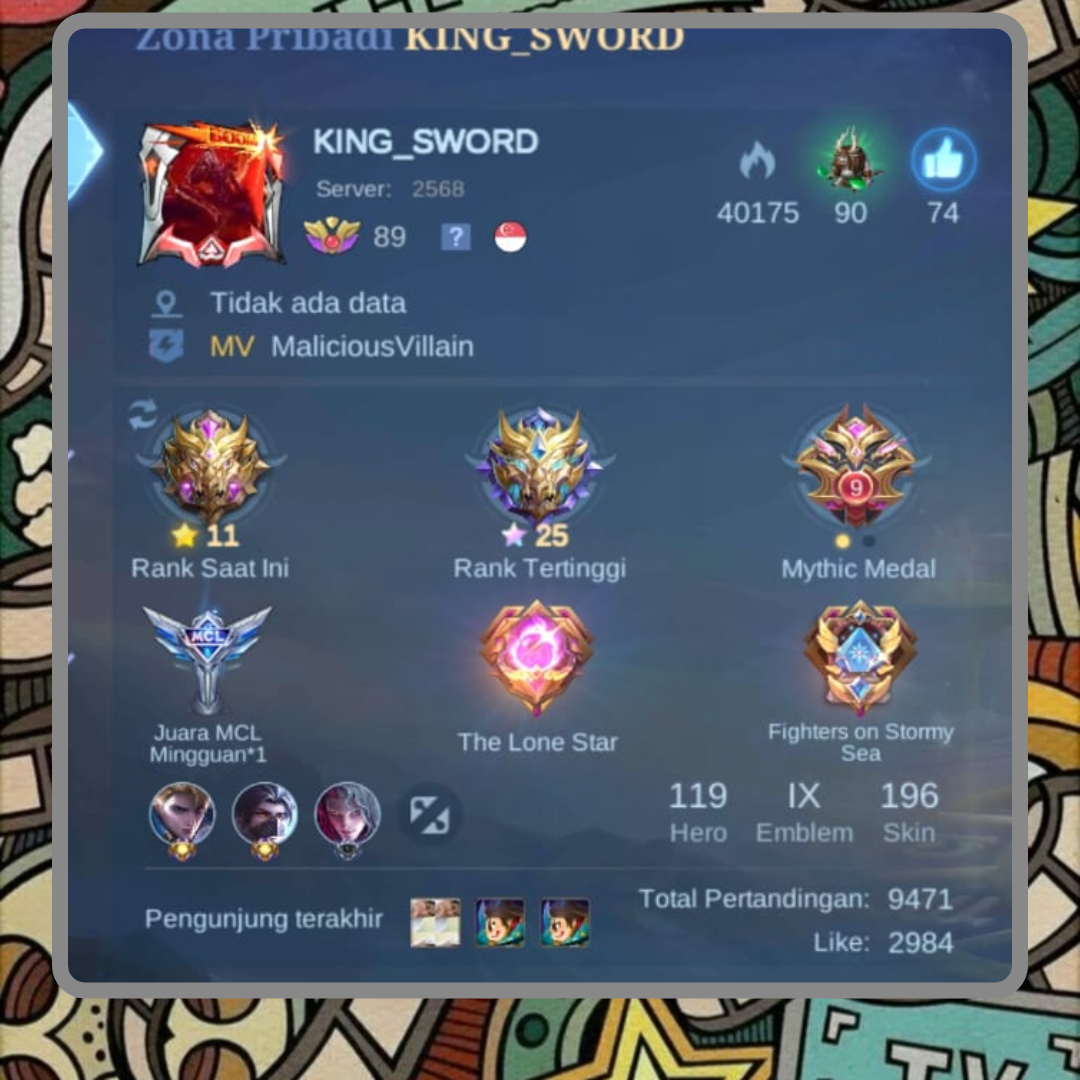 Zona Pribadi KING_SWORD
KING_SWORD
Server: 2568
89 ?
40175 90 74
Tidak ada data
MV MaliciousVillain
11
Rank Saat Ini
25
Rank Tertinggi
9
Mythic Medal
MCL
Juara MCL
Mingguan*1
The Lone Star
Fighters on Stormy
Sea
119 IX 196
Hero Emblem Skin
Pengunjung terakhir
Total Pertandingan: 9471
Like: 2984
TV